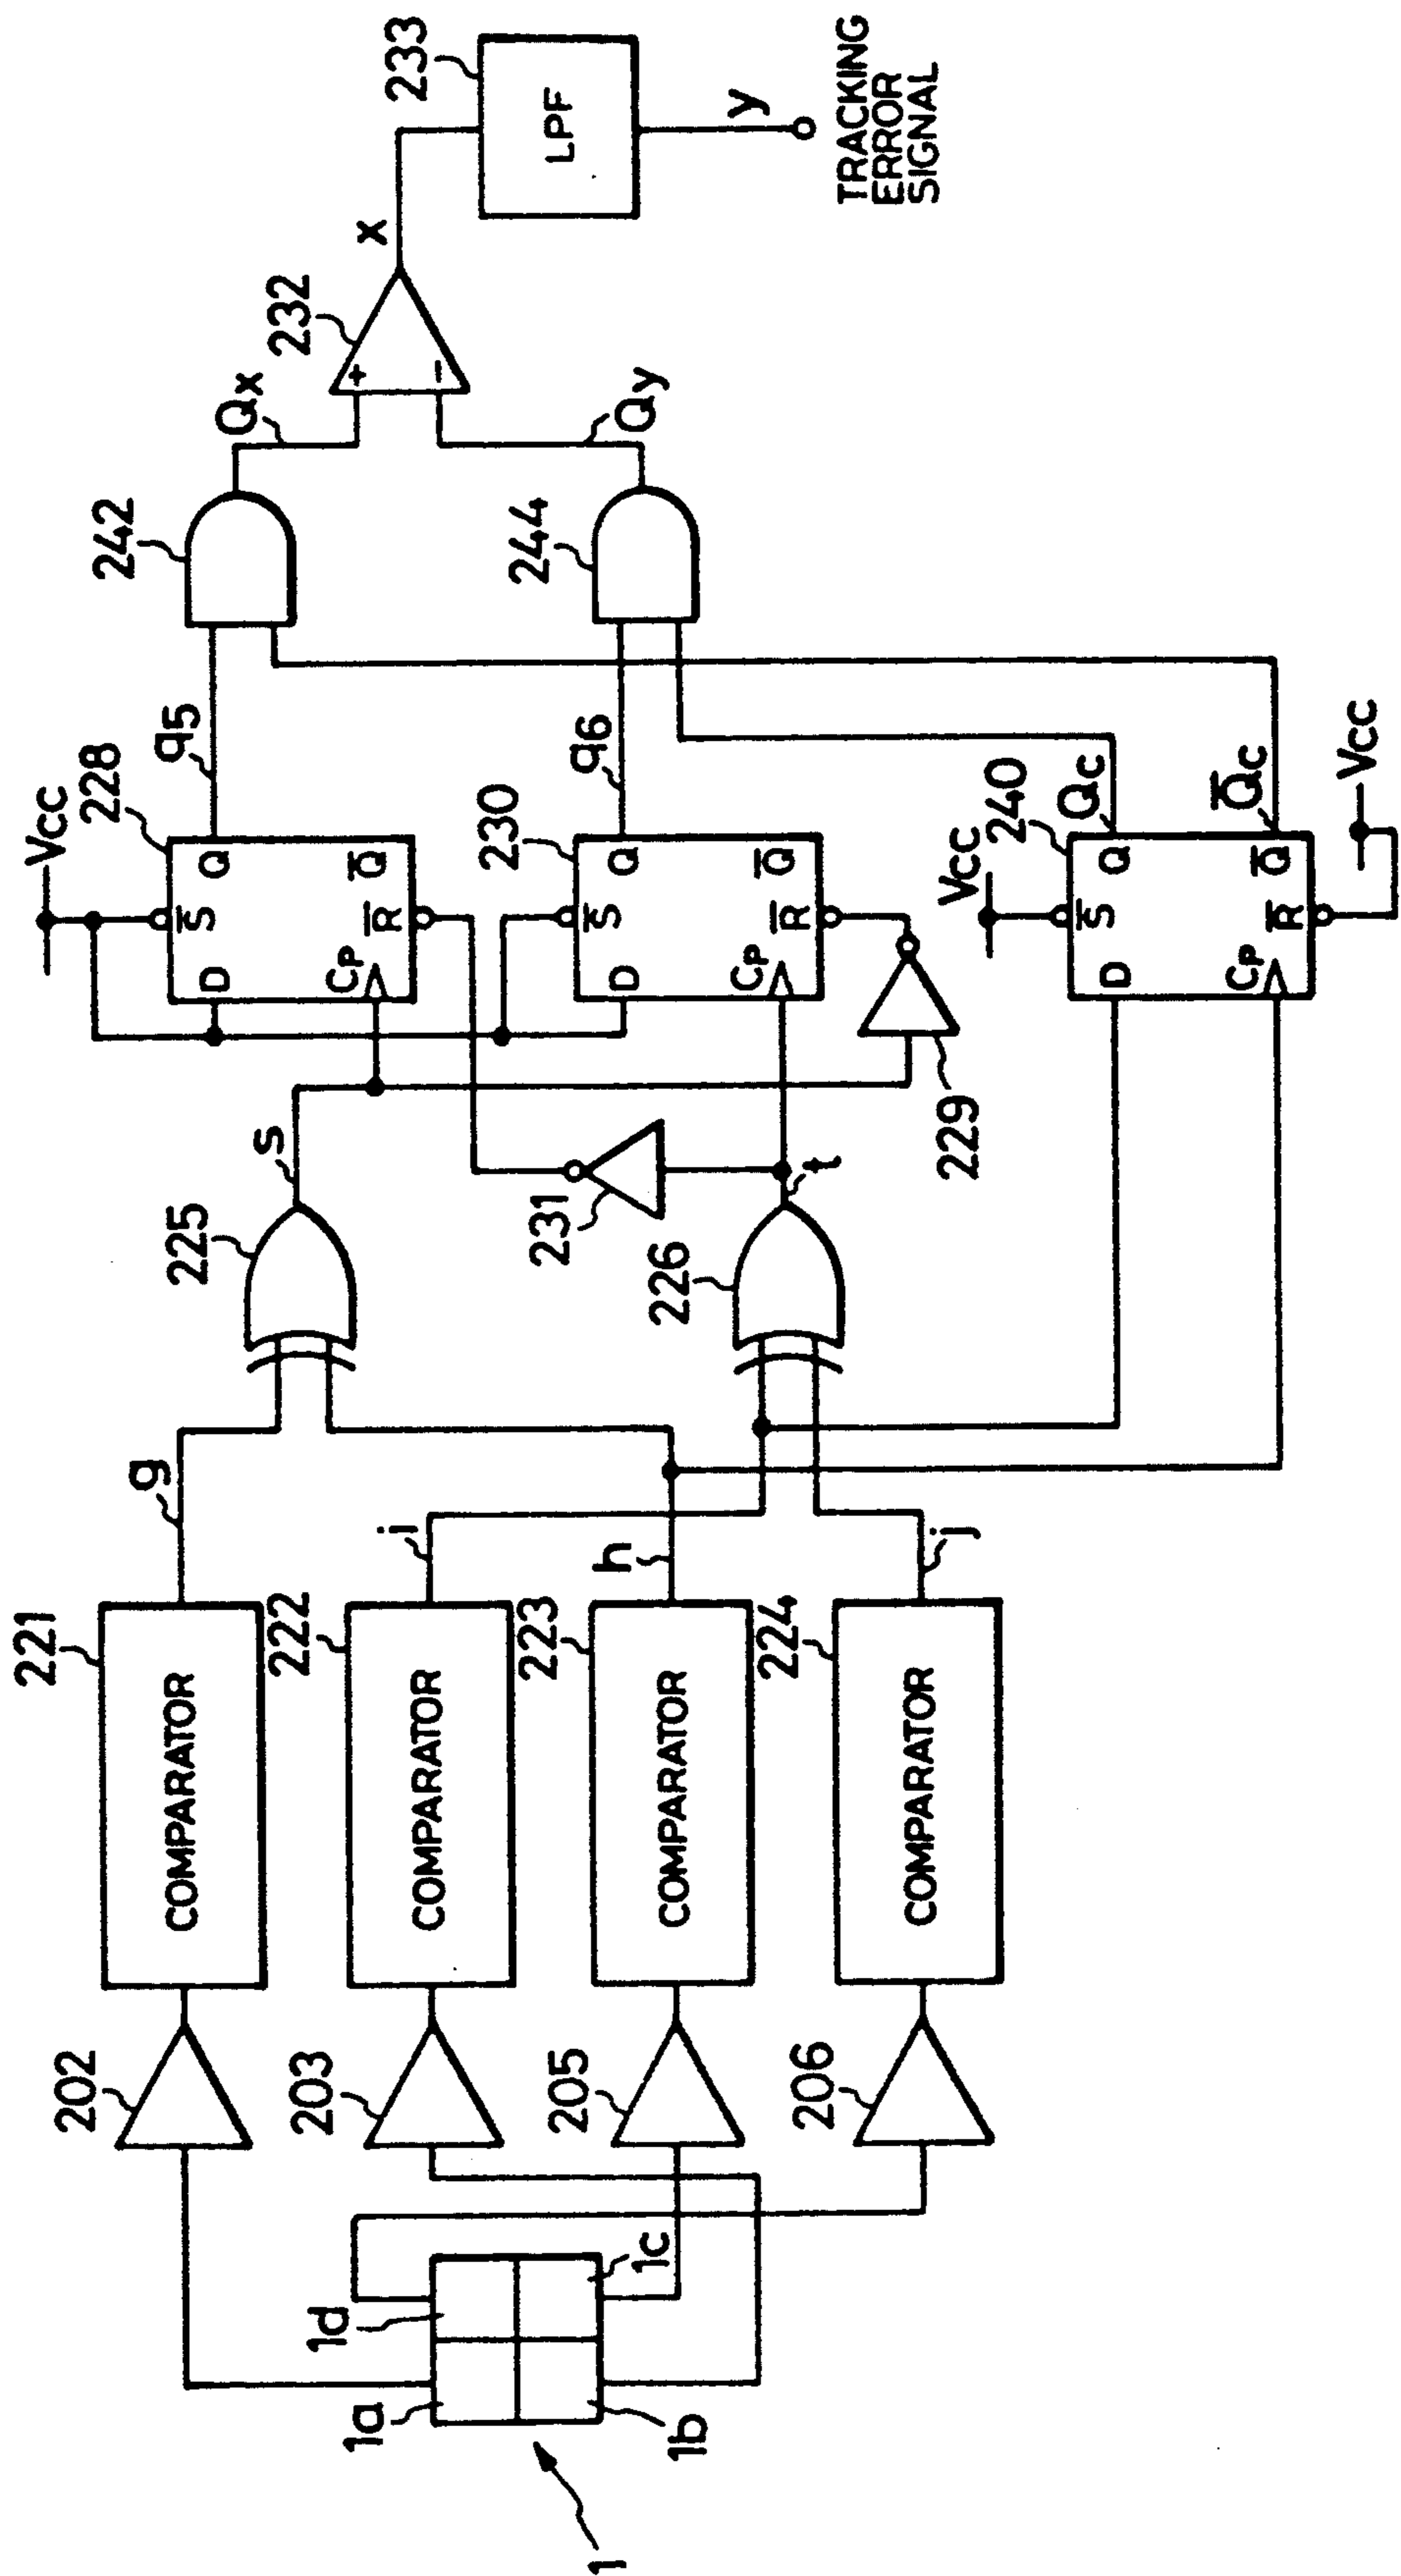 1
1a
1d
1b
1c
202
203
205
206
221
COMPARATOR
222
COMPARATOR
223
COMPARATOR
224
COMPARATOR
g
i
h
j
225
s
226
t
231
229
Vcc
228
D
S̅
Q
Cp
R̅
Q̅
q5
230
D
S̅
Q
Cp
R̅
Q̅
q6
Vcc
240
D
S̅
Q
Cp
R̅
Q̅
Qc
Q̅c
Vcc
242
244
Qx
Qy
232
+
−
x
233
LPF
y
TRACKING
ERROR
SIGNAL